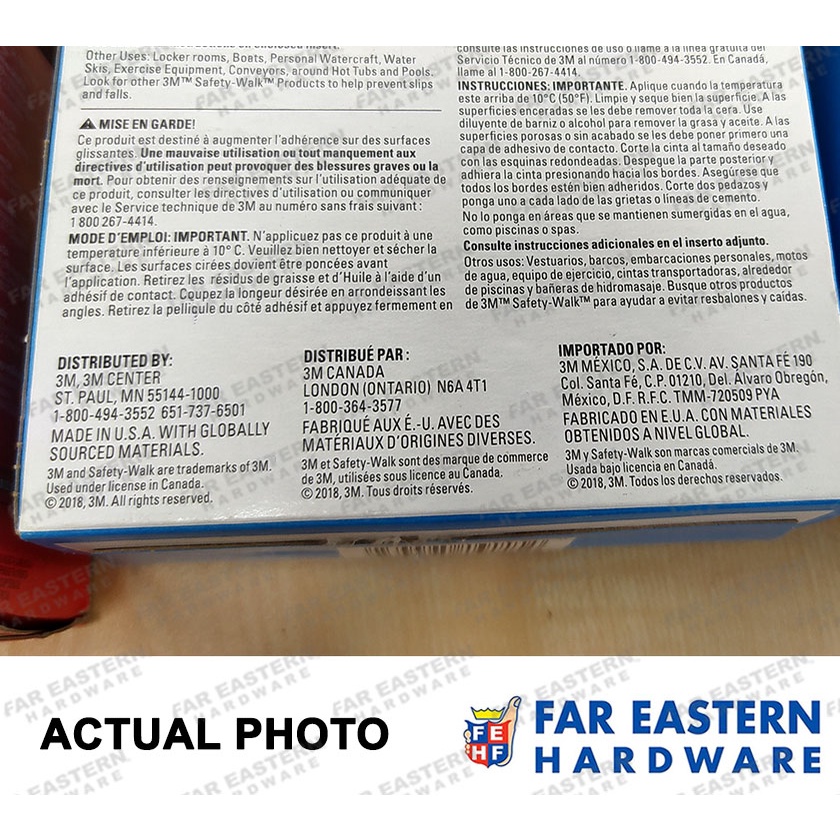 Other Uses: Locker rooms, Boats, Personal Watercraft, Water
Skis, Exercise Equipment, Conveyors, around Hot Tubs and Pools.
Look for other 3M™ Safety-Walk™ Products to help prevent slips
and falls.
⚠ MISE EN GARDE!
Ce produit est destiné à augmenter l'adhérence sur des surfaces
glissantes. Une mauvaise utilisation ou tout manquement aux
directives d'utilisation peut provoquer des blessures graves ou la
mort. Pour obtenir des renseignements sur l'utilisation adéquate de
ce produit, consulter les directives d'utilisation ou communiquer
avec le Service technique de 3M au numéro sans frais suivant :
1 800 267-4414.
MODE D'EMPLOI: IMPORTANT. N'appliquez pas ce produit à une
température inférieure à 10° C. Veuillez bien nettoyer et sécher la
surface. Les surfaces cirées doivent être poncées avant
l'application. Retirez les résidus de graisse et d'Huile à l'aide d'un
adhésif de contact. Coupez la longeur désirée en arrondeissant les
angles. Retirez la pellicule du côté adhésif et appuyez fermement en
consulte las instrucciones de uso o llame a la línea gratuita del
Servicio Técnico de 3M al número 1-800-494-3552. En Canadá,
llame al 1-800-267-4414.
INSTRUCCIONES: IMPORTANTE. Aplique cuando la temperatura
este arriba de 10°C (50°F). Limpie y seque bien la superficie. A las
superficies enceradas se les debe remover toda la cera. Use
diluyente de barniz o alcohol para remover la grasa y aceite. A las
superficies porosas o sin acabado se les debe poner primero una
capa de adhesivo de contacto. Corte la cinta al tamaño deseado
con las esquinas redondeadas. Despegue la parte posterior y
adhiera la cinta presionando hacia los bordes. Asegúrese que
todos los bordes estén bien adheridos. Corte dos pedazos y
ponga uno a cada lado de las grietas o líneas de cemento.
No lo ponga en áreas que se mantienen sumergidas en el agua,
como piscinas o spas.
Consulte instrucciones adicionales en el inserto adjunto.
Otros usos: Vestuarios, barcos, embarcaciones personales, motos
de agua, equipo de ejercicio, cintas transportadoras, alrededor
de piscinas y bañeras de hidromasaje. Busque otros productos
de 3M™ Safety-Walk™ para ayudar a evitar resbalones y caídas.
DISTRIBUTED BY:
3M, 3M CENTER
ST. PAUL, MN 55144-1000
1-800-494-3552 651-737-6501
MADE IN U.S.A. WITH GLOBALLY
SOURCED MATERIALS.
3M and Safety-Walk are trademarks of 3M.
Used under license in Canada.
© 2018, 3M. All rights reserved.
DISTRIBUÉ PAR :
3M CANADA
LONDON (ONTARIO) N6A 4T1
1-800-364-3577
FABRIQUÉ AUX É.-U. AVEC DES
MATÉRIAUX D'ORIGINES DIVERSES.
3M et Safety-Walk sont des marque de commerce
de 3M, utilisées sous licence au Canada.
© 2018, 3M. Tous droits réservés.
IMPORTADO POR:
3M MÉXICO, S.A. DE C.V. AV. SANTA FÉ 190
Col. Santa Fé, C.P. 01210, Del. Álvaro Obregón,
México, D.F. R.F.C. TMM-720509 PYA
FABRICADO EN E.U.A. CON MATERIALES
OBTENIDOS A NIVEL GLOBAL.
3M y Safety-Walk son marcas comerciales de 3M.
Usada bajo licencia en Canadá.
© 2018, 3M. Todos los derechos reservados.
ACTUAL PHOTO
FE
HF
FAR EASTERN
HARDWARE